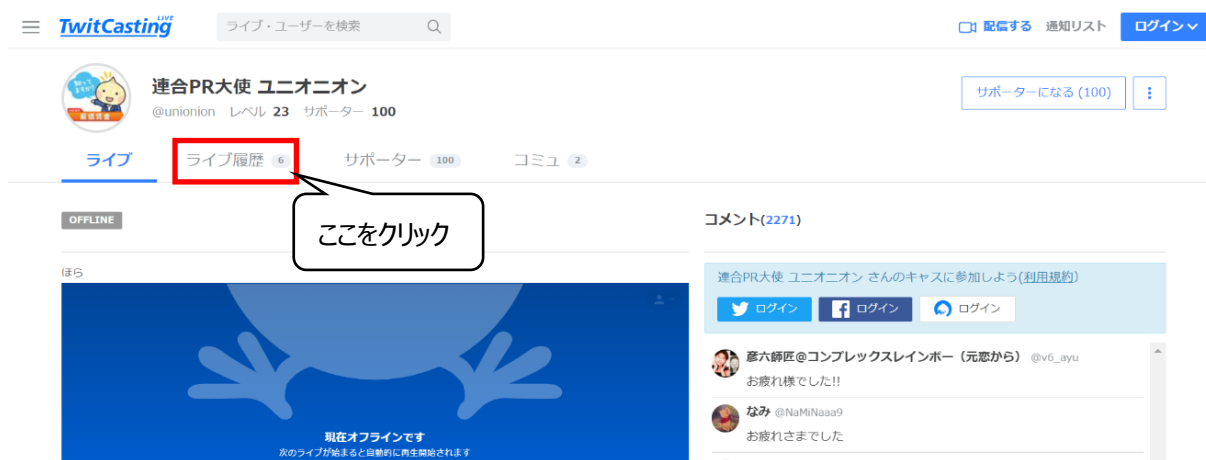 TwitCasting LIVE
ライブ・ユーザーを検索
配信する 通知リスト ログイン
連合PR大使 ユニオニオン
@unionion レベル 23 サポーター 100
サポーターになる (100)
ライブ ライブ履歴 6 サポーター 100 コミュ 2
ここをクリック
OFFLINE
コメント(2271)
ほら
連合PR大使 ユニオニオン さんのキャスに参加しよう(利用規約)
ログイン ログイン ログイン
彦六師匠@コンプレックスレインボー（元恋から） @v6_ayu
お疲れ様でした!!
なみ @NaMiNaaa9
お疲れさまでした
現在オフラインです
次のライブが始まると自動的に再生開始されます